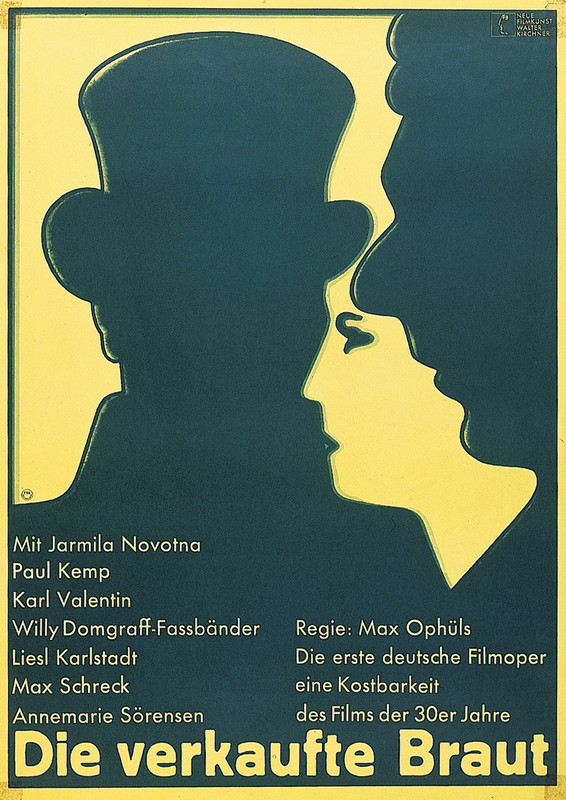 NEUE
FILMKUNST
WALTER
KIRCHNER
Mit Jarmila Novotna
Paul Kemp
Karl Valentin
Willy Domgraff-Fassbänder
Liesl Karlstadt
Max Schreck
Annemarie Sörensen
Regie: Max Ophüls
Die erste deutsche Filmoper
eine Kostbarkeit
des Films der 30er Jahre
Die verkaufte Braut